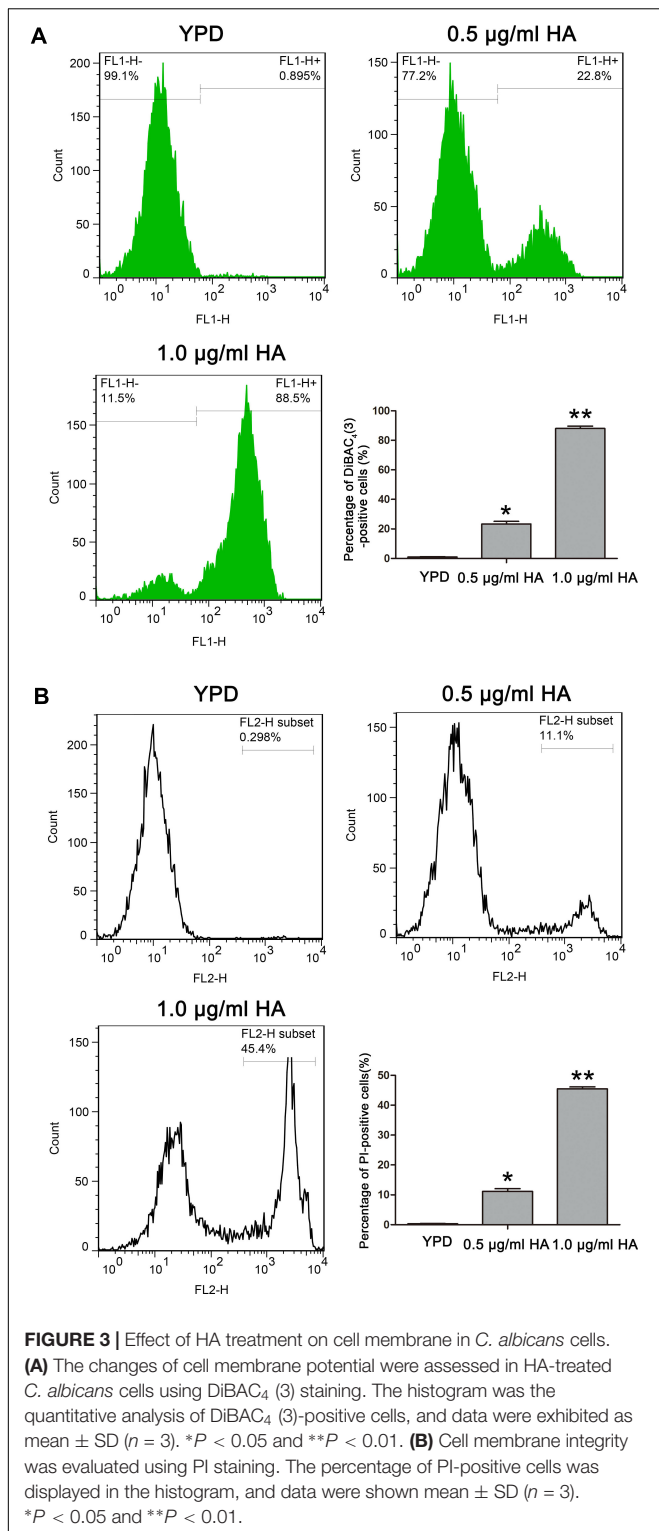 A
YPD
FL1-H-
99.1%
FL1-H+
0.895%
200
150
100
50
0
Count
10^0 10^1 10^2 10^3 10^4
FL1-H
0.5 µg/ml HA
FL1-H-
77.2%
FL1-H+
22.8%
150
100
50
0
Count
10^0 10^1 10^2 10^3 10^4
FL1-H
1.0 µg/ml HA
FL1-H-
11.5%
FL1-H+
88.5%
150
100
50
0
Count
10^0 10^1 10^2 10^3 10^4
FL1-H
Percentage of DiBAC₄(3)
-positive cells (%)
100
80
60
40
20
0
*
**
YPD 0.5 µg/ml HA 1.0 µg/ml HA
B
YPD
FL2-H subset
0.298%
200
150
100
50
0
Count
10^0 10^1 10^2 10^3 10^4
FL2-H
0.5 µg/ml HA
FL2-H subset
11.1%
150
100
50
0
Count
10^0 10^1 10^2 10^3 10^4
FL2-H
1.0 µg/ml HA
FL2-H subset
45.4%
150
100
50
0
Count
10^0 10^1 10^2 10^3 10^4
FL2-H
Percentage of PI-positive cells(%)
50
40
30
20
10
0
*
**
YPD 0.5 µg/ml HA 1.0 µg/ml HA
FIGURE 3 | Effect of HA treatment on cell membrane in C. albicans cells.
(A) The changes of cell membrane potential were assessed in HA-treated
C. albicans cells using DiBAC₄ (3) staining. The histogram was the
quantitative analysis of DiBAC₄ (3)-positive cells, and data were exhibited as
mean ± SD (n = 3). *P < 0.05 and **P < 0.01. (B) Cell membrane integrity
was evaluated using PI staining. The percentage of PI-positive cells was
displayed in the histogram, and data were shown mean ± SD (n = 3).
*P < 0.05 and **P < 0.01.